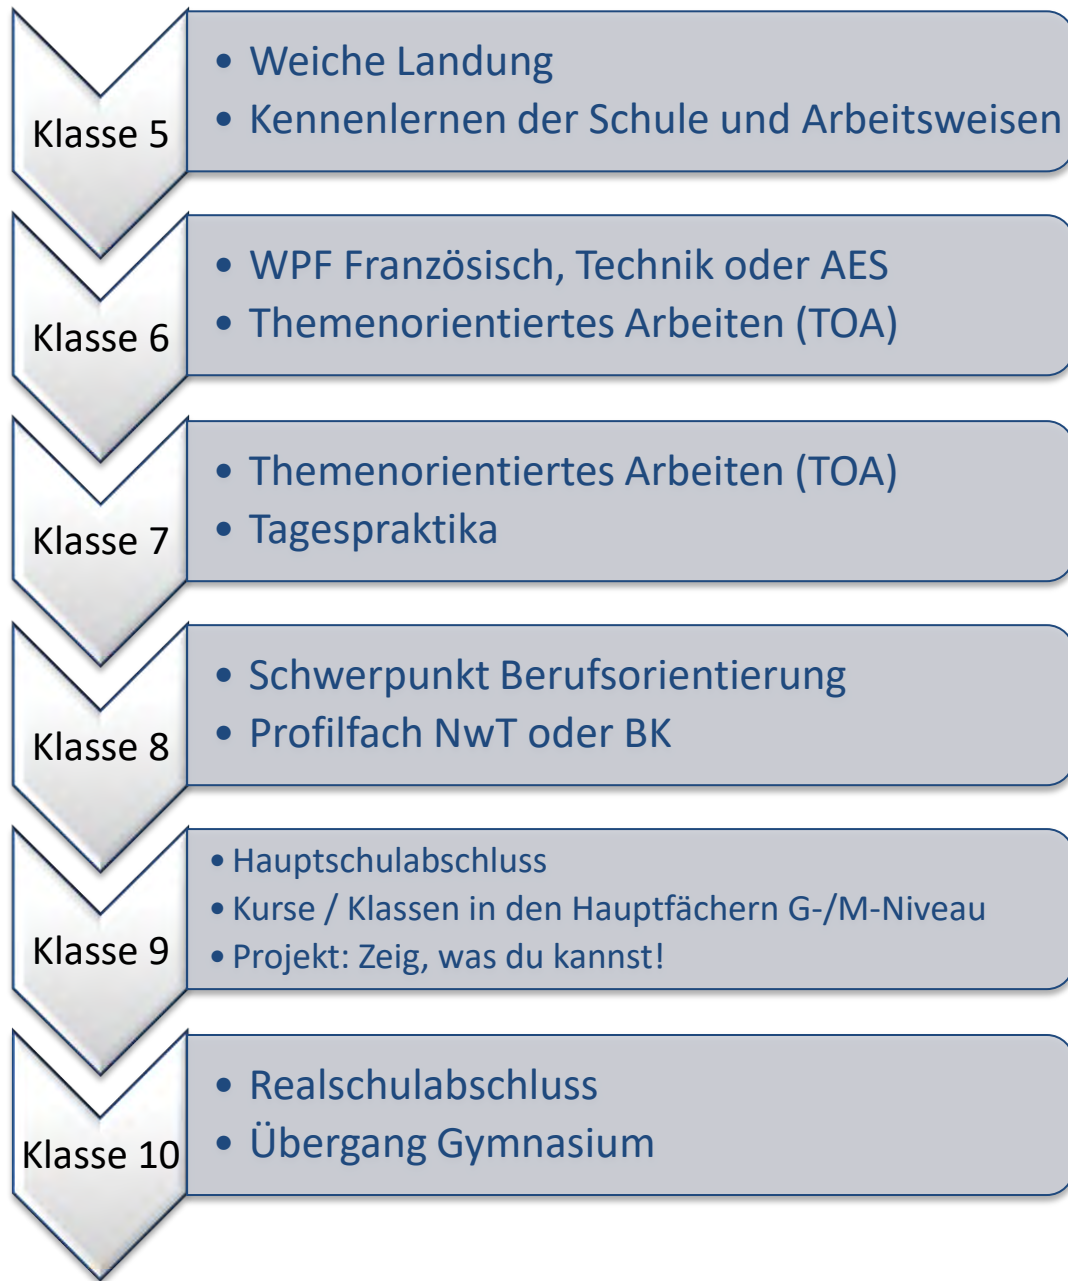 Klasse 5
• Weiche Landung
• Kennenlernen der Schule und Arbeitsweisen
Klasse 6
• WPF Französisch, Technik oder AES
• Themenorientiertes Arbeiten (TOA)
Klasse 7
• Themenorientiertes Arbeiten (TOA)
• Tagespraktika
Klasse 8
• Schwerpunkt Berufsorientierung
• Profilfach NwT oder BK
Klasse 9
• Hauptschulabschluss
• Kurse / Klassen in den Hauptfächern G-/M-Niveau
• Projekt: Zeig, was du kannst!
Klasse 10
• Realschulabschluss
• Übergang Gymnasium